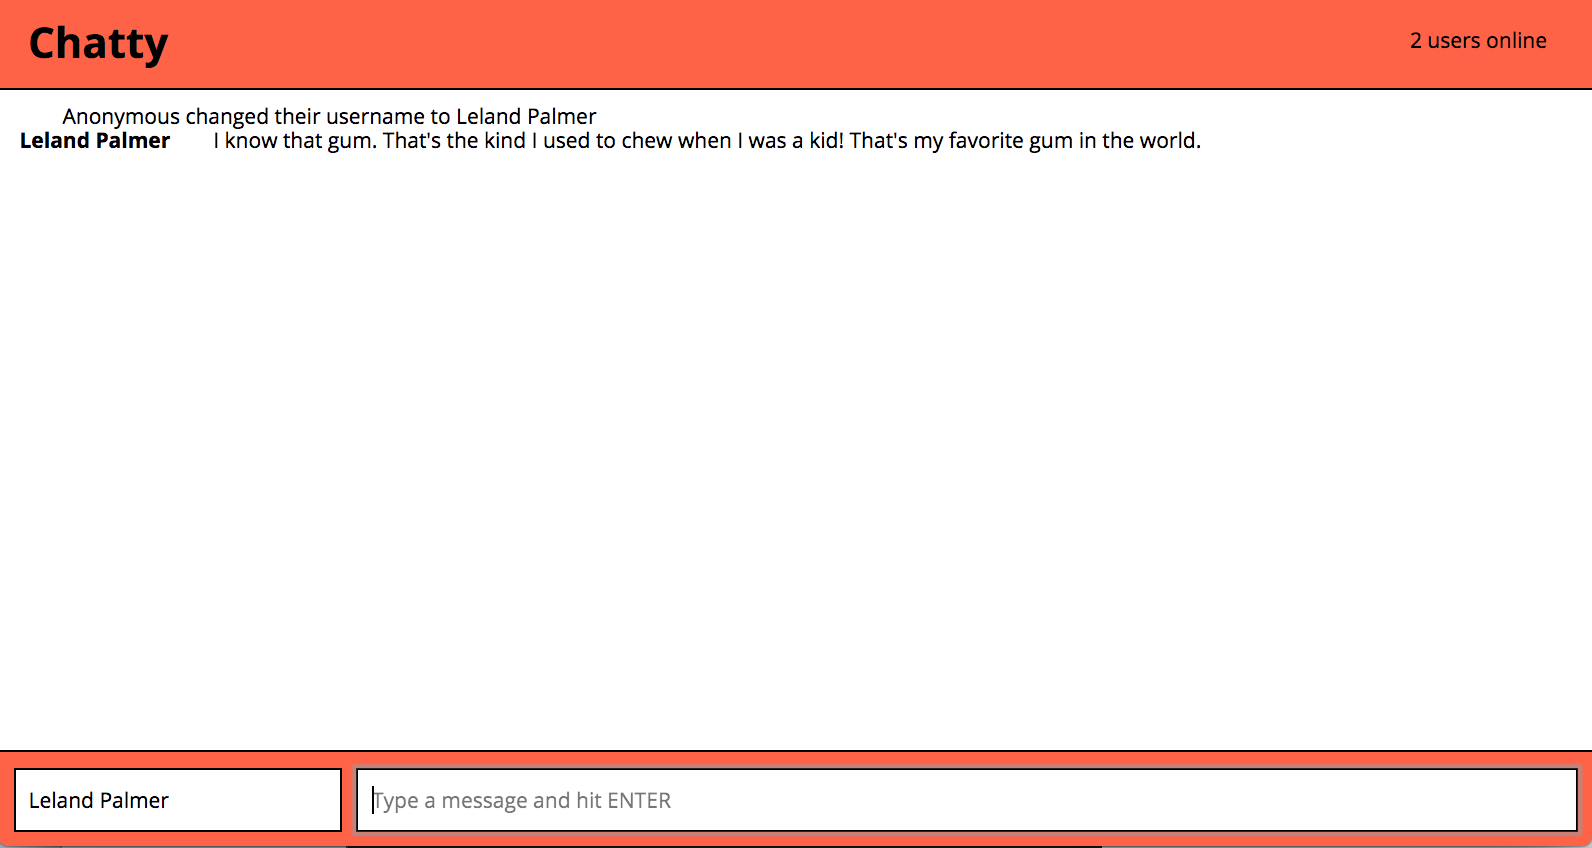 Chatty
2 users online
Anonymous changed their username to Leland Palmer
Leland Palmer I know that gum. That's the kind I used to chew when I was a kid! That's my favorite gum in the world.
Leland Palmer
Type a message and hit ENTER